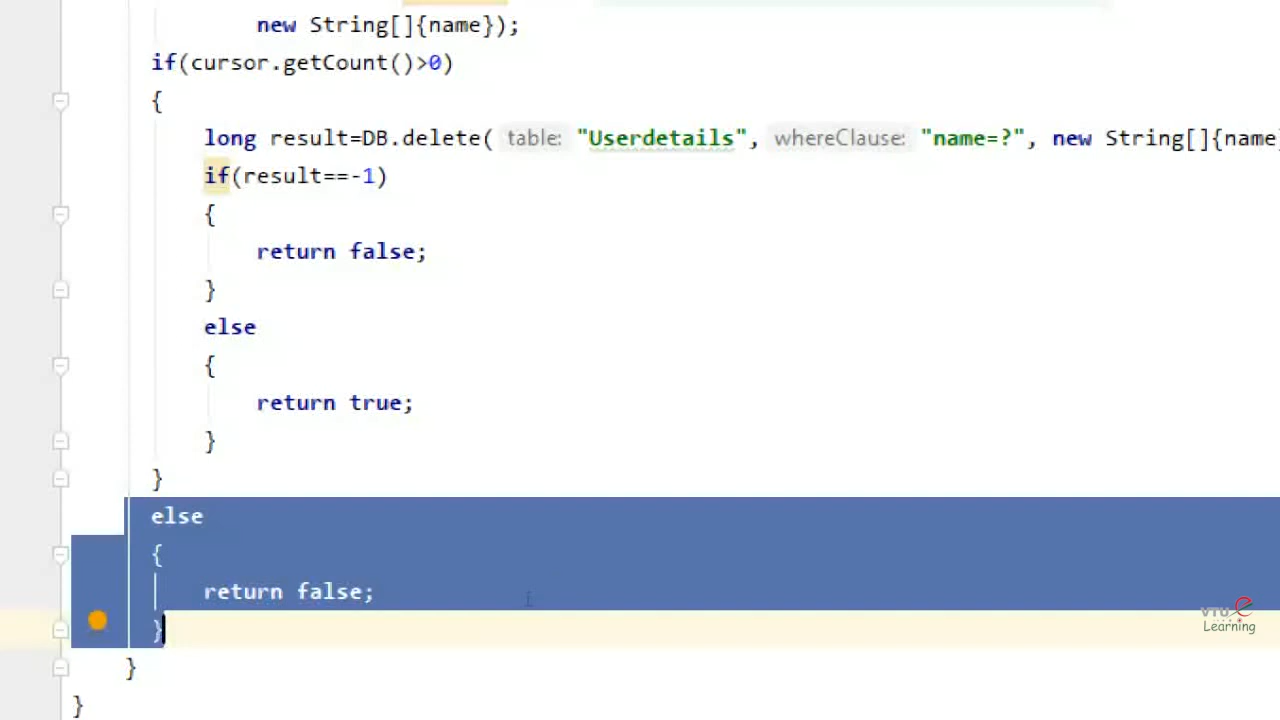 new String[]{name});
if(cursor.getCount()>0)
{
long result=DB.delete( table: "Userdetails", whereClause: "name=?", new String[]{name
if(result==-1)
{
return false;
}
else
{
return true;
}
}
else
{
return false;
}
}
}
VTU e
Learning